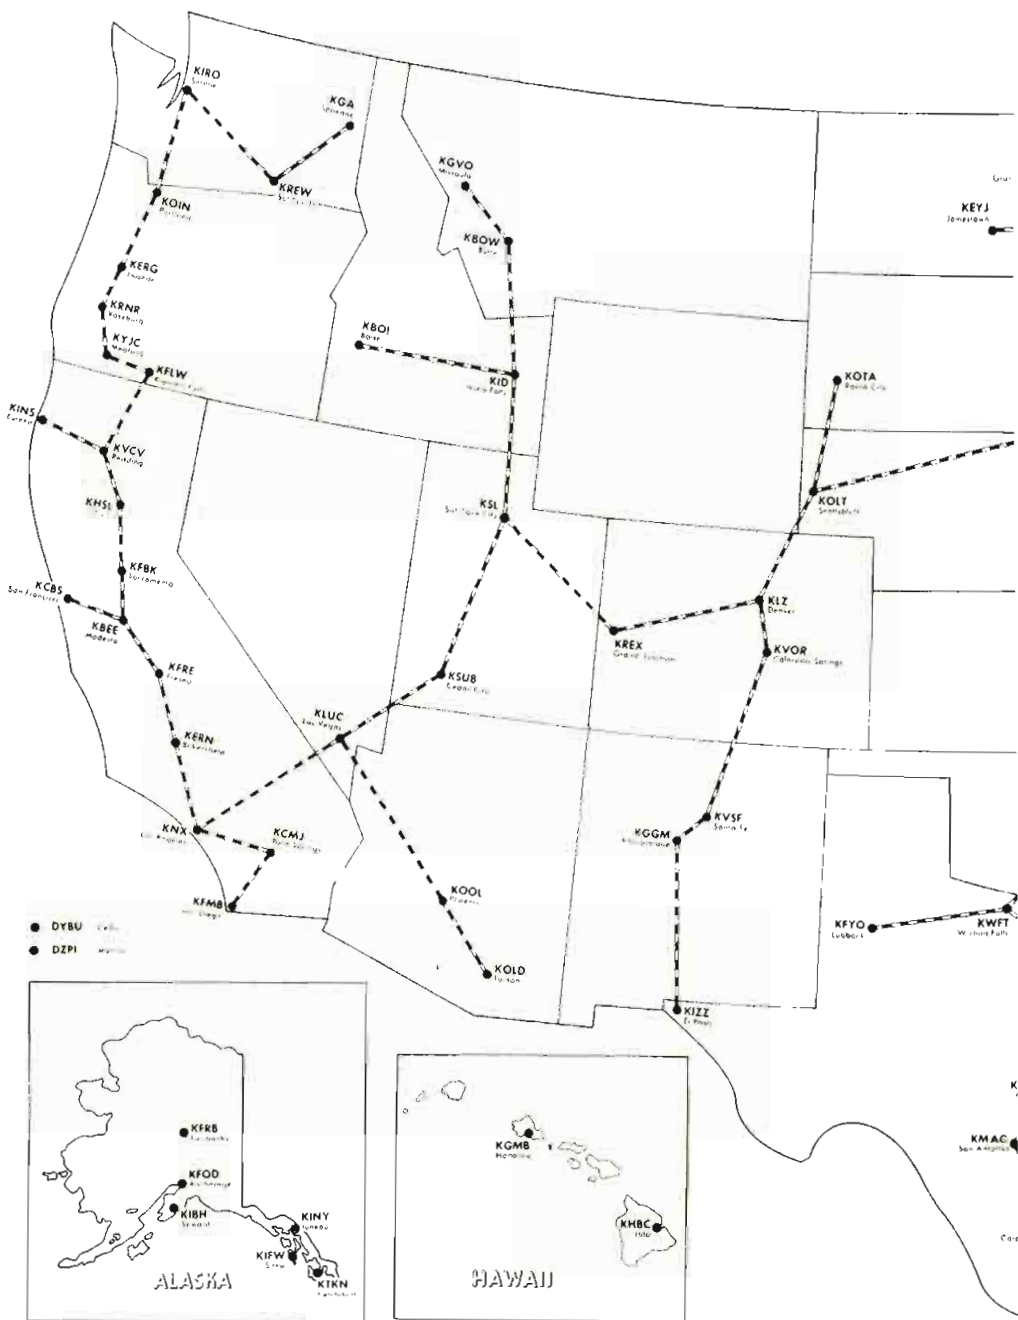 KIRO
KGA
Spokane
KGVO
Missoula
KREW
KEYJ
Jamestown
KOIN
Portland
KBOW
Butte
KERG
Eugene
KRNR
Roseburg
KBOI
Boise
KYJC
Medford
KFLW
Klamath Falls
KID
Idaho Falls
KOTA
Rapid City
KINS
Eureka
KVCV
Redding
KHSL
KSL
Salt Lake City
KOLT
Scottsbluff
KFBK
Sacramento
KCBS
San Francisco
KBEE
Modesto
KLZ
Denver
KREX
Grand Junction
KVOR
Colorado Springs
KFRE
Fresno
KSUB
Cedar City
KLUC
Las Vegas
KERN
Bakersfield
KNX
Los Angeles
KCMJ
Palm Springs
KVSF
Santa Fe
KGGM
Albuquerque
KFMB
San Diego
KOOL
Phoenix
KFYO
Lubbock
KWFT
Wichita Falls
DYBU Cebu
DZPI Manila
KOLD
Tucson
KIZZ
El Paso
KFRB
Fairbanks
KGMB
Honolulu
KMAC
San Antonio
KFOD
Anchorage
KIBH
Seward
KINY
Juneau
KHBC
Hilo
KIFW
Sitka
KTKN
Ketchikan
ALASKA
HAWAII